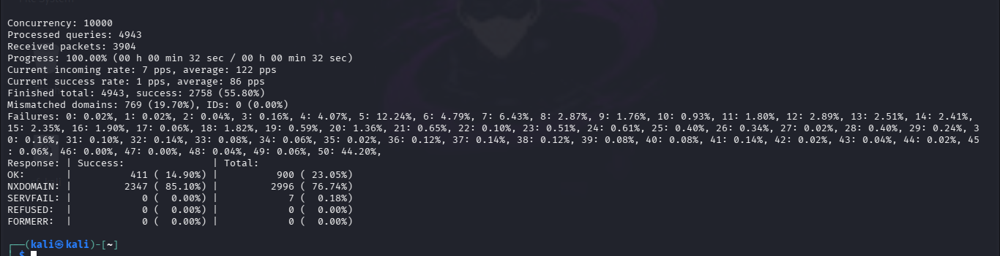 Concurrency: 10000
Processed queries: 4943
Received packets: 3904
Progress: 100.00% (00 h 00 min 32 sec / 00 h 00 min 32 sec)
Current incoming rate: 7 pps, average: 122 pps
Current success rate: 1 pps, average: 86 pps
Finished total: 4943, success: 2758 (55.80%)
Mismatched domains: 769 (19.70%), IDs: 0 (0.00%)
Failures: 0: 0.02%, 1: 0.02%, 2: 0.04%, 3: 0.16%, 4: 4.07%, 5: 12.24%, 6: 4.79%, 7: 6.43%, 8: 2.87%, 9: 1.76%, 10: 0.93%, 11: 1.80%, 12: 2.89%, 13: 2.51%, 14: 2.41%,
15: 2.35%, 16: 1.90%, 17: 0.06%, 18: 1.82%, 19: 0.59%, 20: 1.36%, 21: 0.65%, 22: 0.10%, 23: 0.51%, 24: 0.61%, 25: 0.40%, 26: 0.34%, 27: 0.02%, 28: 0.40%, 29: 0.24%, 3
0: 0.16%, 31: 0.10%, 32: 0.14%, 33: 0.08%, 34: 0.06%, 35: 0.02%, 36: 0.12%, 37: 0.14%, 38: 0.12%, 39: 0.08%, 40: 0.08%, 41: 0.14%, 42: 0.02%, 43: 0.04%, 44: 0.02%, 45
: 0.06%, 46: 0.00%, 47: 0.00%, 48: 0.04%, 49: 0.06%, 50: 44.20%,
Response: | Success: | Total:
OK: | 411 ( 14.90%) | 900 ( 23.05%)
NXDOMAIN: | 2347 ( 85.10%) | 2996 ( 76.74%)
SERVFAIL: | 0 ( 0.00%) | 7 ( 0.18%)
REFUSED: | 0 ( 0.00%) | 0 ( 0.00%)
FORMERR: | 0 ( 0.00%) | 0 ( 0.00%)
┌──(kali㉿kali)-[~]
$